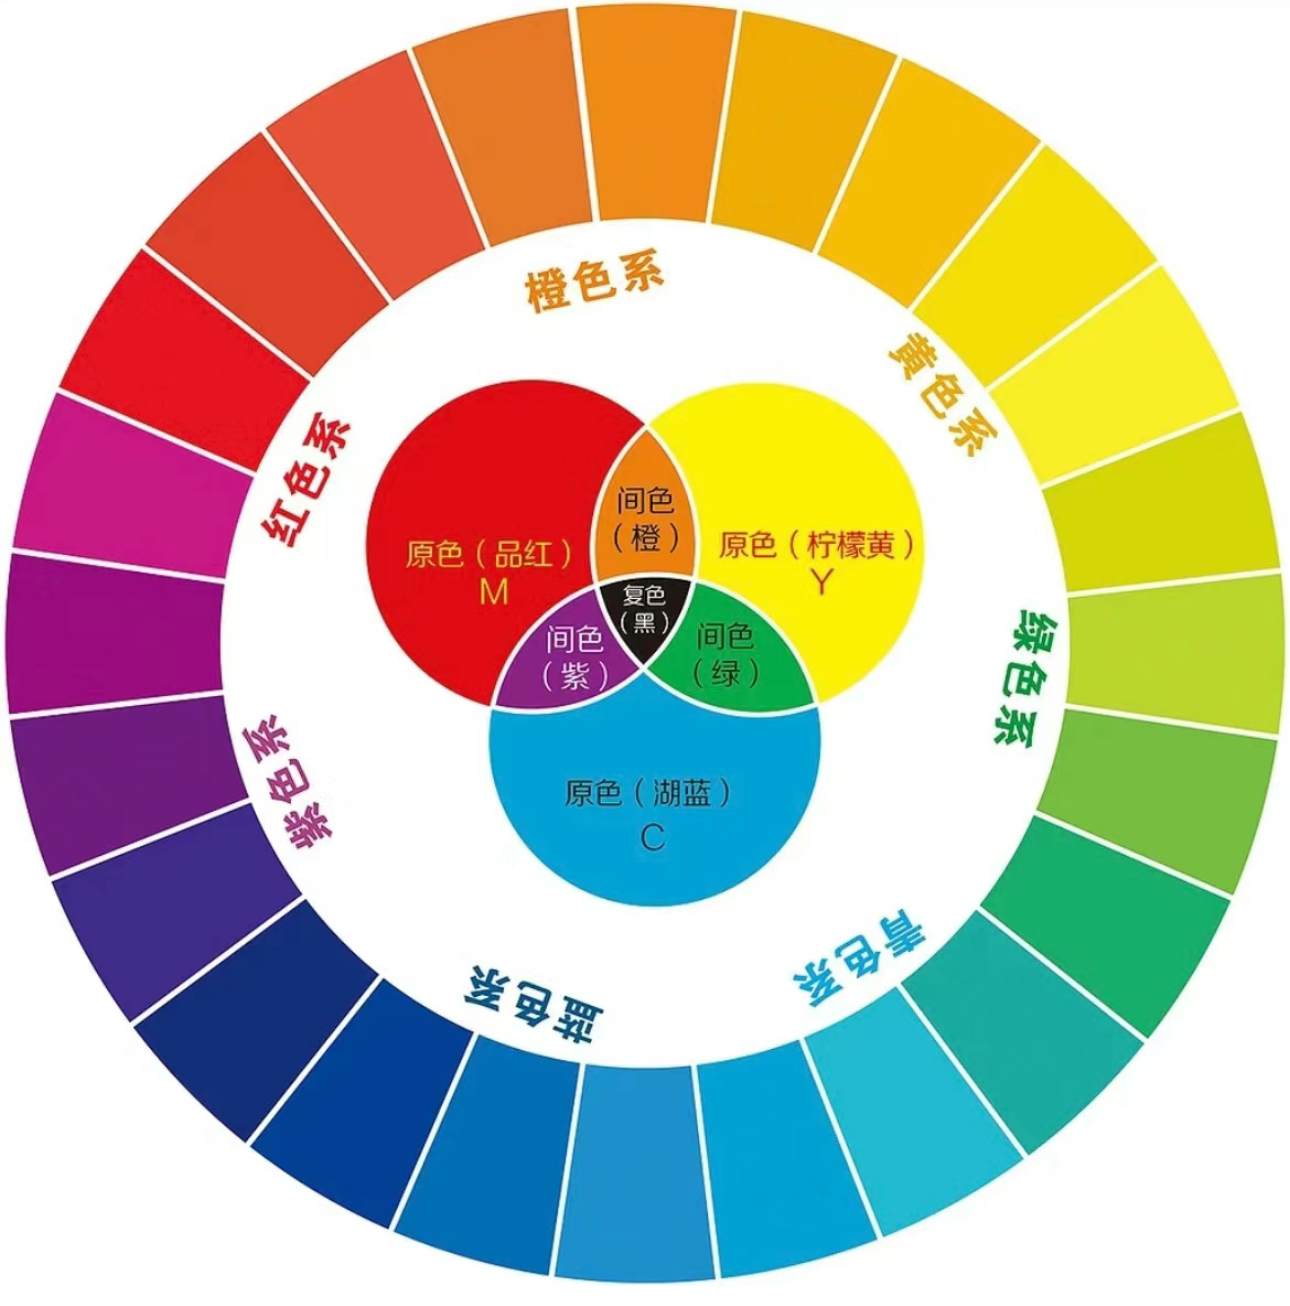 橙色系
黄色系
红色系
间色
（橙）
原色（品红）
M
原色（柠檬黄）
Y
复色
（黑）
间色
（紫）
间色
（绿）
绿色系
紫色系
原色（湖蓝）
C
青色系
蓝色系